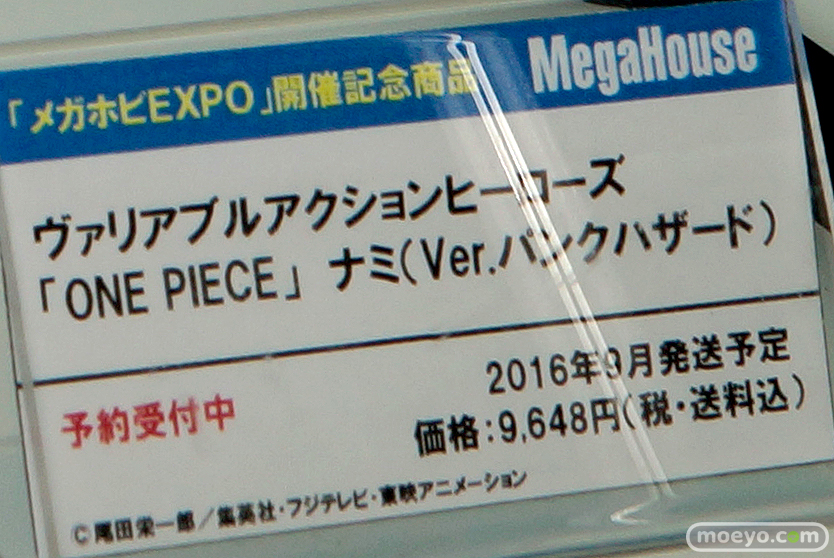 「メガホビEXPO」開催記念商品 MegaHouse
ヴァリアブルアクションヒーローズ
「ONE PIECE」 ナミ(Ver.パンクハザード)
2016年9月発送予定
予約受付中
価格:9,648円(税・送料込)
C尾田栄一郎/集英社・フジテレビ・東映アニメーション
moeyo.com